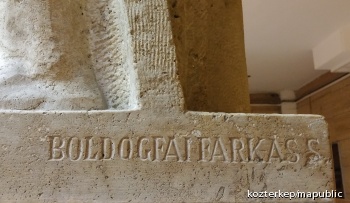 BOLDOGFAI FARKAS S.
kozterkep/mapublic